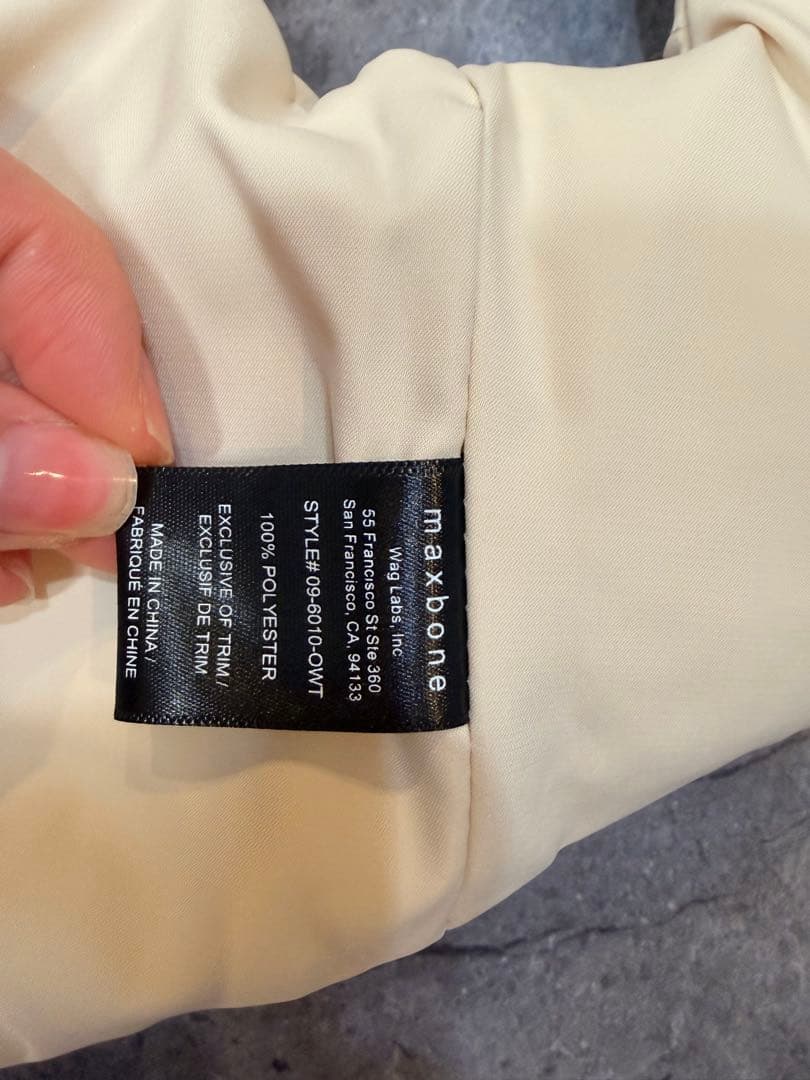 maxbone
Wag Labs, Inc
55 Francisco St Ste 360
San Francisco, CA, 94133
STYLE# 09-6010-OWT
100% POLYESTER
EXCLUSIVE OF TRIM /
EXCLUSIF DE TRIM
MADE IN CHINA /
FABRIQUÉ EN CHINE